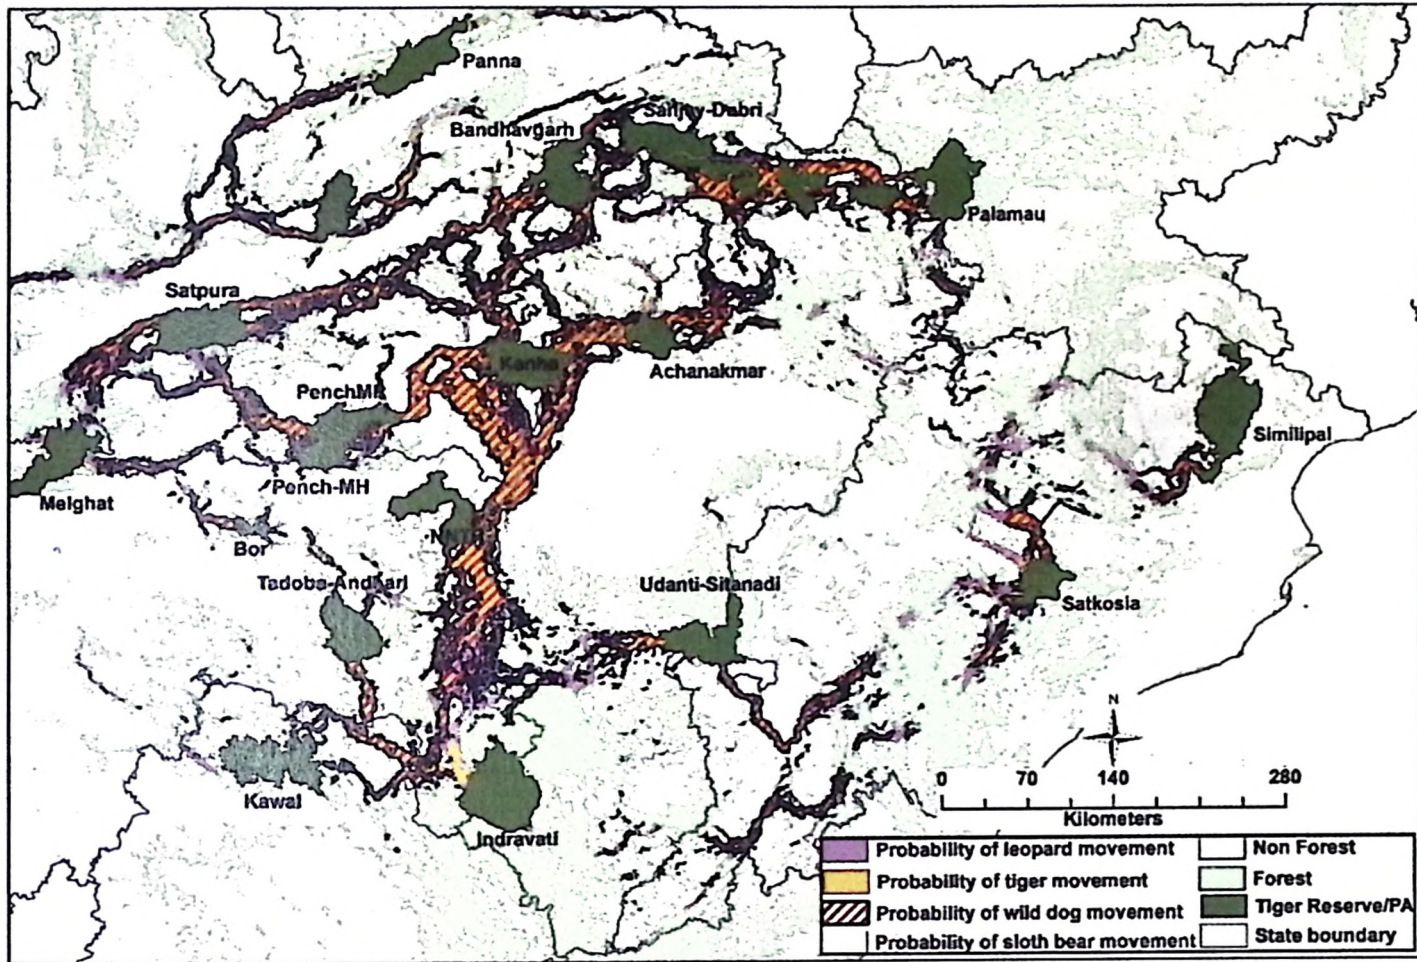 Panna
Sanjay-Dubri
Bandhavgarh
Palamau
Satpura
Kanha
Achanakmar
PenchMP
Similipal
Melghat
Pench-MH
Bor
Tadoba-Andhari
Udanti-Sitanadi
Satkosia
N
Kawal
Indravati
0 70 140 280
Kilometers
Probability of leopard movement Non Forest
Probability of tiger movement Forest
Probability of wild dog movement Tiger Reserve/PA
Probability of sloth bear movement State boundary